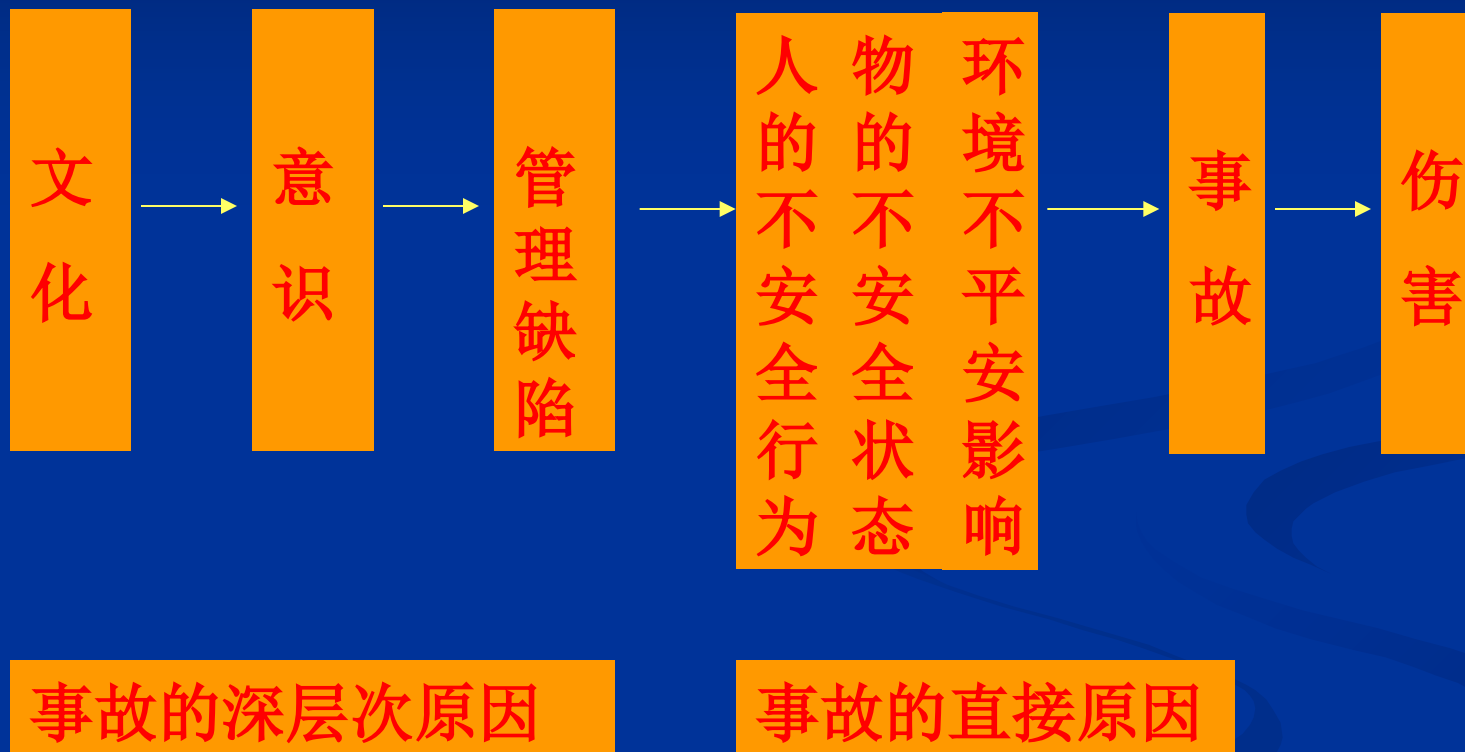 文化
意识
管理缺陷
人的不安全行为
物的不安全状态
环境不平安影响
事故
伤害
事故的深层次原因
事故的直接原因